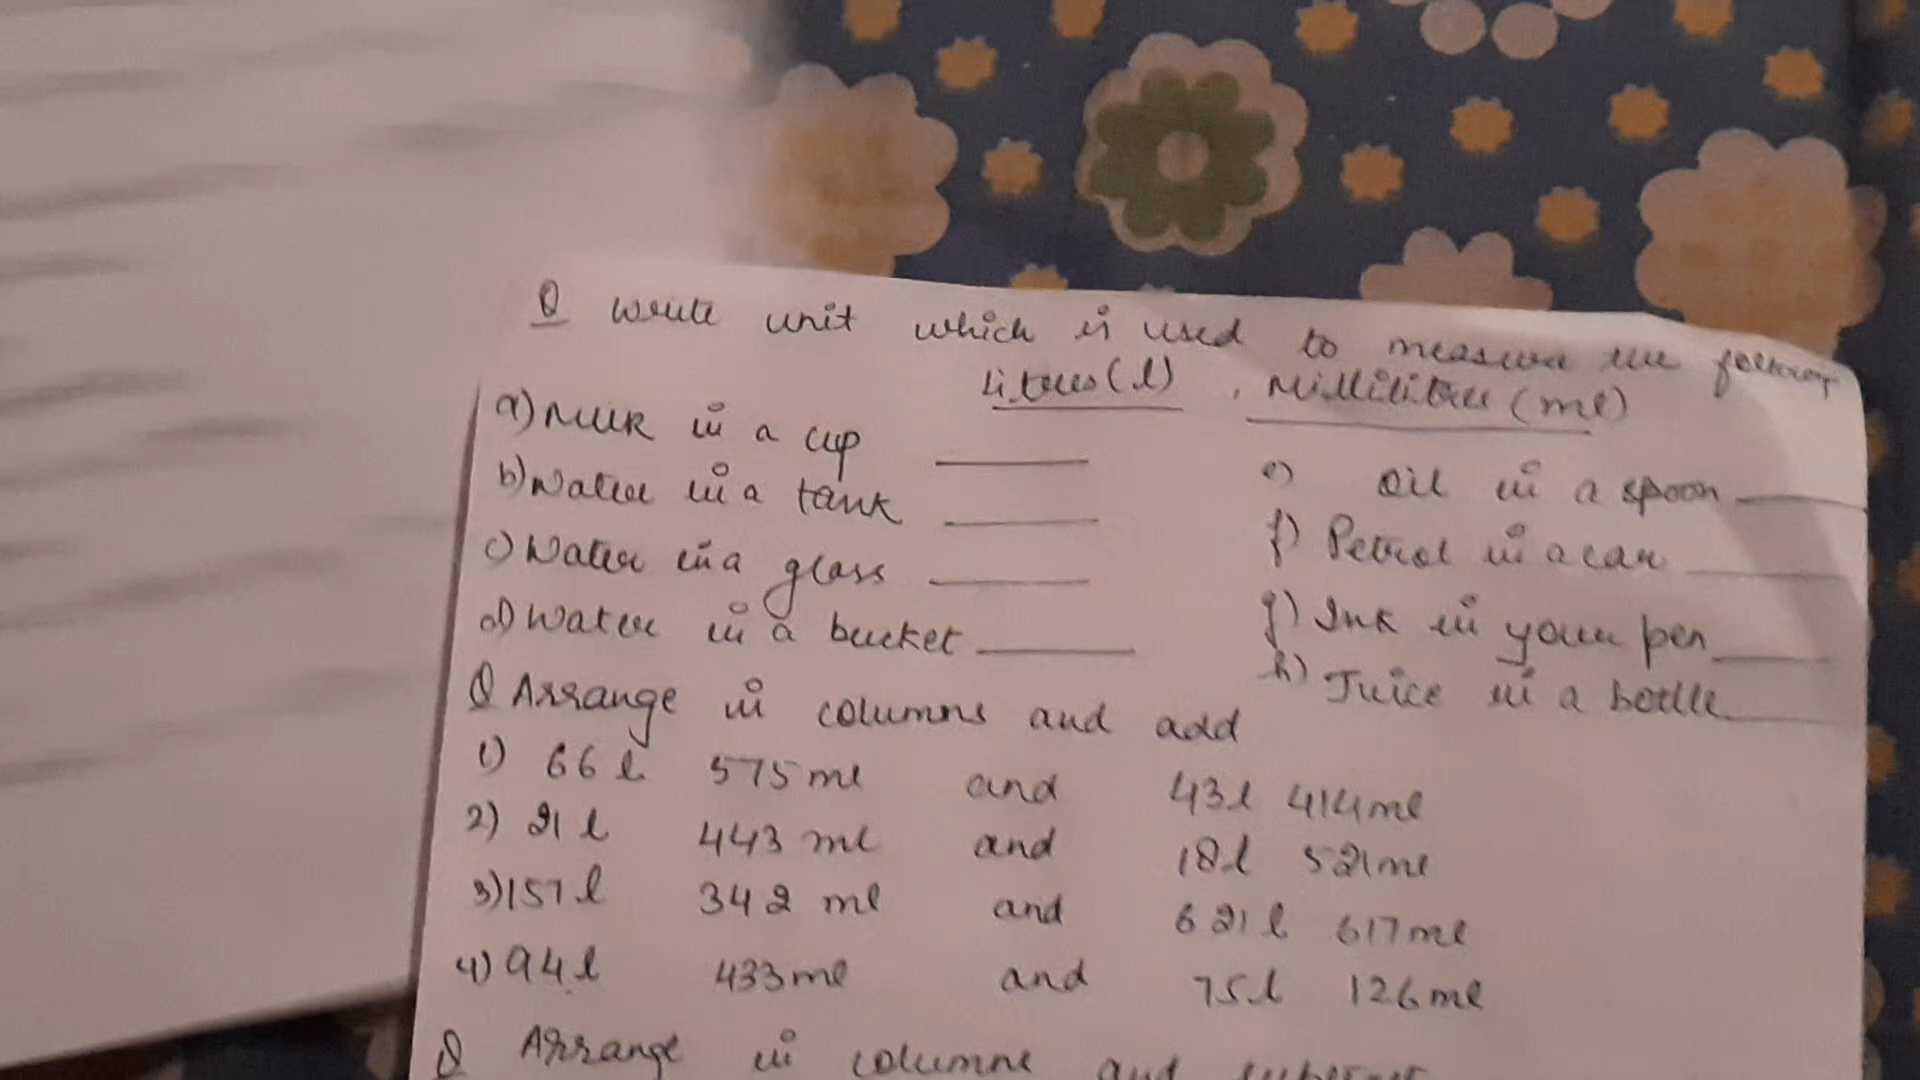 Q Write unit which is used to measure the following
Litres(l) , Millilitres (ml)
a) Milk in a cup ______
b) Water in a tank ______
c) Water in a glass ______
d) Water in a bucket ______
e) Oil in a spoon ______
f) Petrol in a car ______
g) Ink in your pen ______
h) Juice in a bottle ______
Q Arrange in columns and add
1) 66 l 575 ml and 43 l 414 ml
2) 21 l 443 ml and 18 l 521 ml
3) 157 l 342 ml and 621 l 617 ml
4) 94 l 433 ml and 75 l 126 ml
Q Arrange in columns and subtract